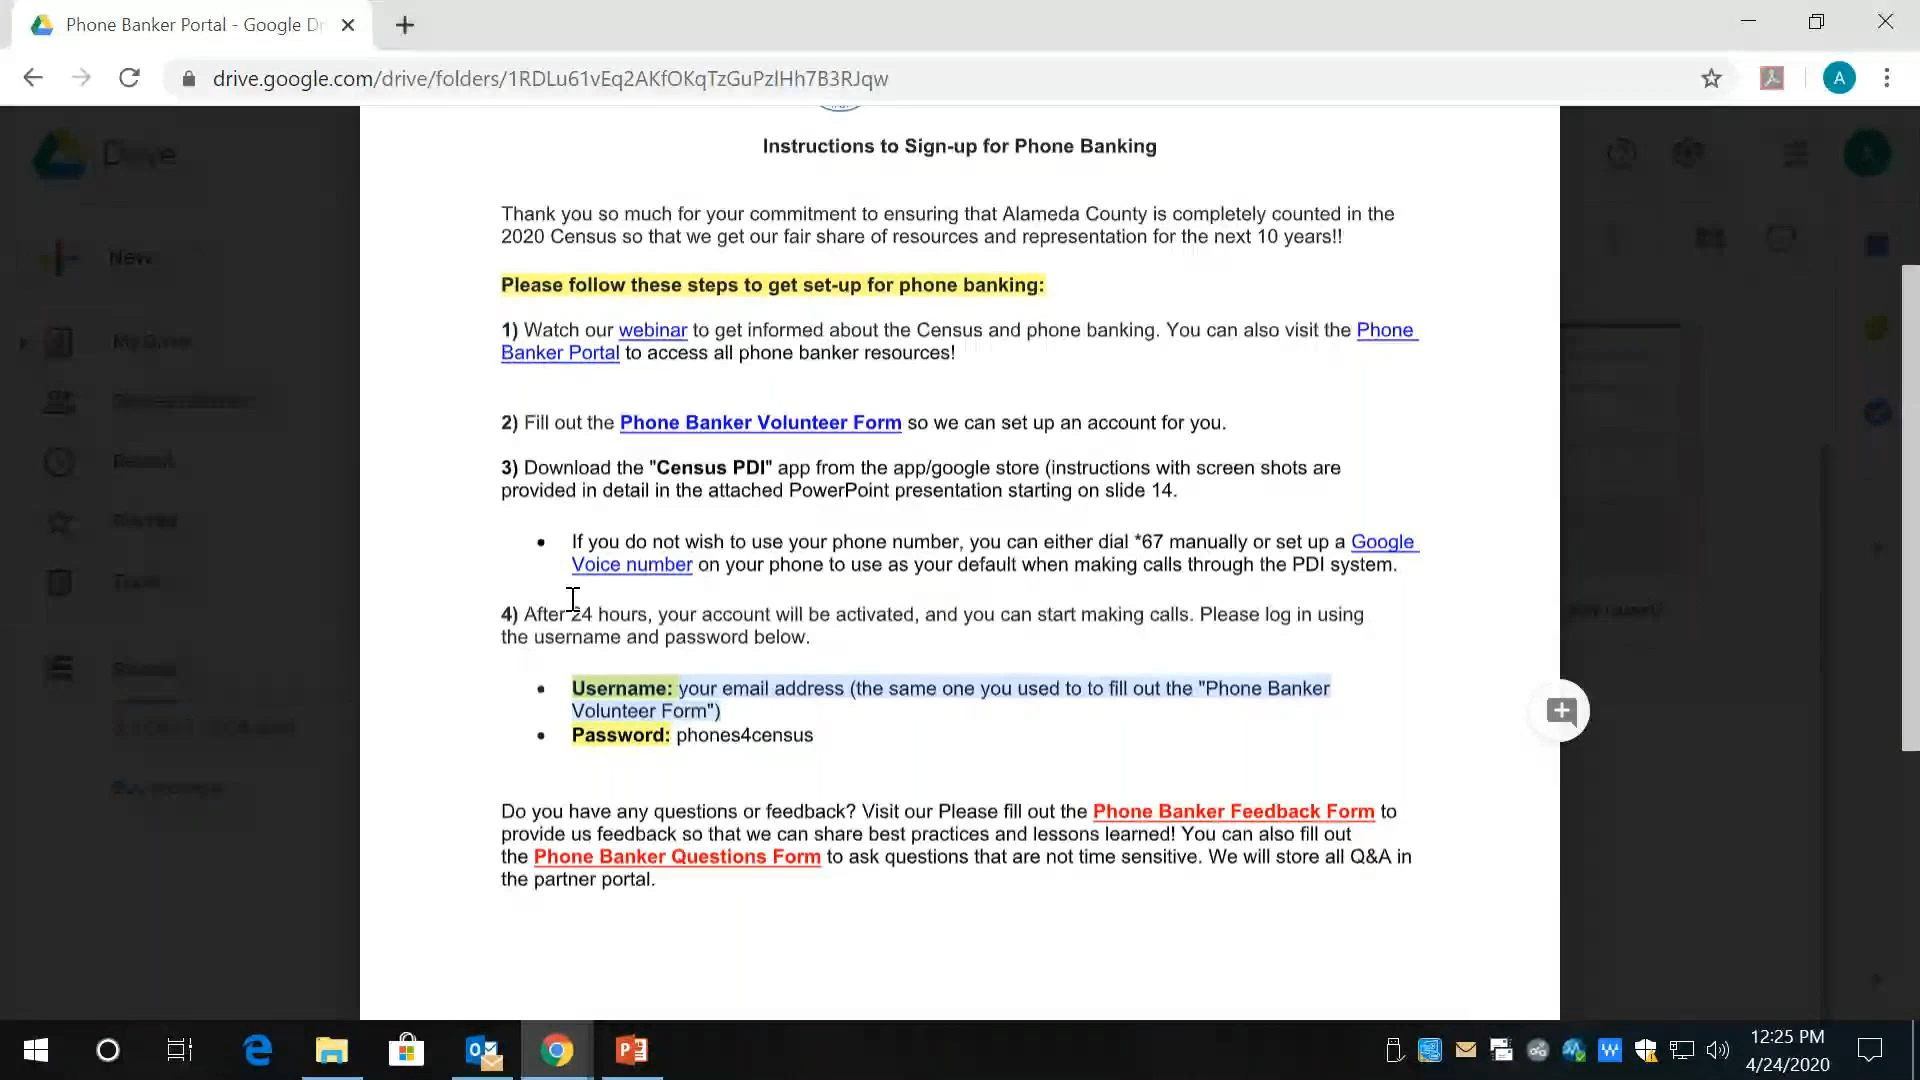 Phone Banker Portal - Google Dr
drive.google.com/drive/folders/1RDLu61vEq2AKfOKqTzGuPzlHh7B3RJqw
A
Drive
New
My Drive
Recent
Starred
Trash
Storage
Instructions to Sign-up for Phone Banking
Thank you so much for your commitment to ensuring that Alameda County is completely counted in the
2020 Census so that we get our fair share of resources and representation for the next 10 years!!
Please follow these steps to get set-up for phone banking:
1) Watch our webinar to get informed about the Census and phone banking. You can also visit the Phone
Banker Portal to access all phone banker resources!
2) Fill out the Phone Banker Volunteer Form so we can set up an account for you.
3) Download the "Census PDI" app from the app/google store (instructions with screen shots are
provided in detail in the attached PowerPoint presentation starting on slide 14.
• If you do not wish to use your phone number, you can either dial *67 manually or set up a Google
Voice number on your phone to use as your default when making calls through the PDI system.
4) After 24 hours, your account will be activated, and you can start making calls. Please log in using
the username and password below.
• Username: your email address (the same one you used to to fill out the "Phone Banker
Volunteer Form")
• Password: phones4census
Do you have any questions or feedback? Visit our Please fill out the Phone Banker Feedback Form to
provide us feedback so that we can share best practices and lessons learned! You can also fill out
the Phone Banker Questions Form to ask questions that are not time sensitive. We will store all Q&A in
the partner portal.
12:25 PM
4/24/2020